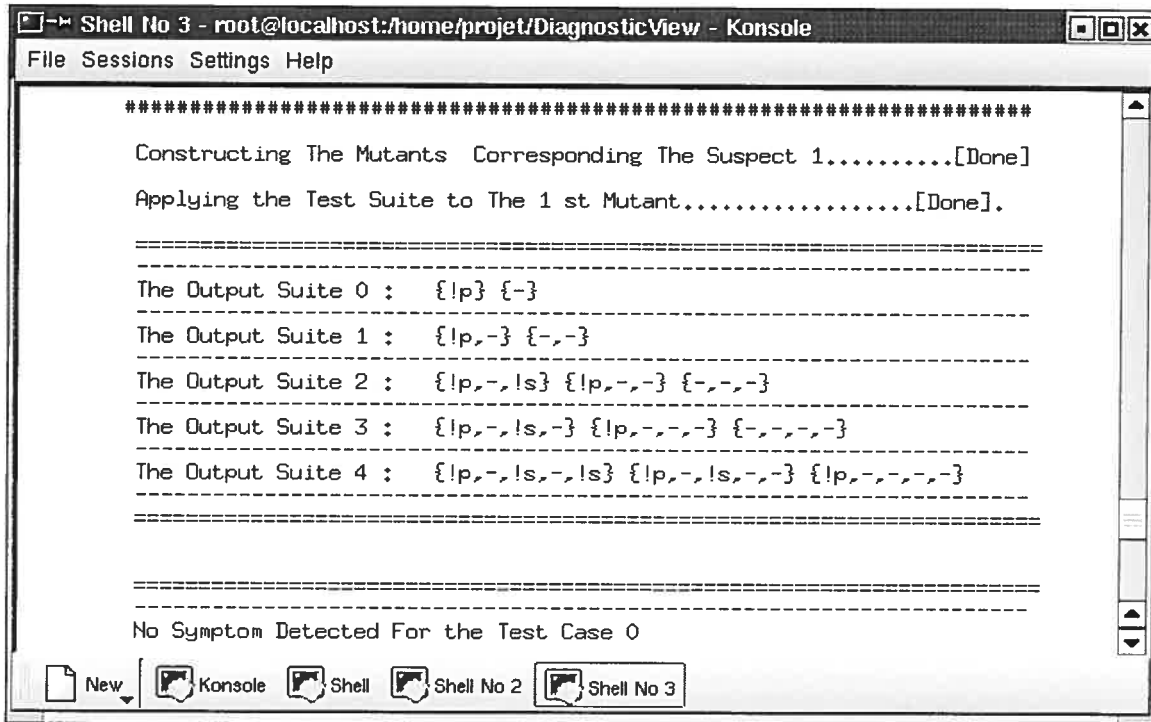 Shell No 3 - root@localhost:/home/projet/DiagnosticView - Konsole
File Sessions Settings Help
######################################################################
Constructing The Mutants Corresponding The Suspect 1..........[Done]
Applying the Test Suite to The 1 st Mutant..................[Done].
======================================================================
----------------------------------------------------------------------
The Output Suite 0 : {!p} {-}
----------------------------------------------------------------------
The Output Suite 1 : {!p,-} {-,-}
----------------------------------------------------------------------
The Output Suite 2 : {!p,-,!s} {!p,-,-} {-,-,-}
----------------------------------------------------------------------
The Output Suite 3 : {!p,-,!s,-} {!p,-,-,-} {-,-,-,-}
----------------------------------------------------------------------
The Output Suite 4 : {!p,-,!s,-,!s} {!p,-,!s,-,-} {!p,-,-,-,-}
----------------------------------------------------------------------
======================================================================
======================================================================
----------------------------------------------------------------------
No Symptom Detected For the Test Case 0
New Konsole Shell Shell No 2 Shell No 3